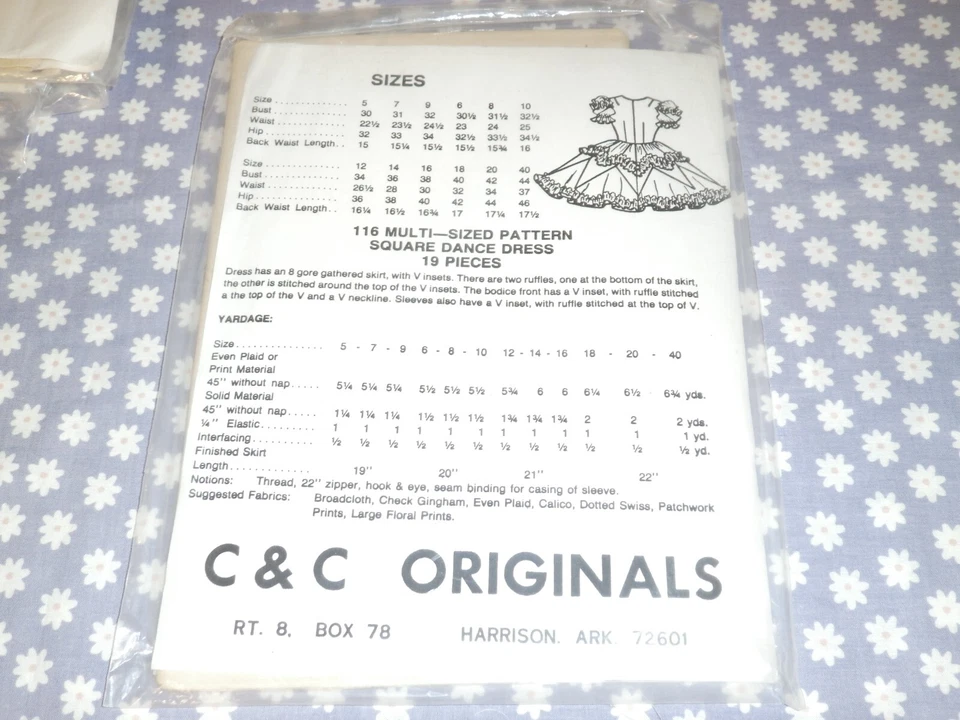 SIZES
Size . . . . . . . . . . . . . . 5 7 9 6 8 10
Bust . . . . . . . . . . . . . . 30 31 32 30½ 31½ 32½
Waist . . . . . . . . . . . . . 22½ 23½ 24½ 23 24 25
Hip . . . . . . . . . . . . . . . 32 33 34 32½ 33½ 34½
Back Waist Length. . 15 15¼ 15½ 15½ 15¾ 16
Size . . . . . . . . . . . . . . 12 14 16 18 20 40
Bust . . . . . . . . . . . . . . 34 36 38 40 42 44
Waist . . . . . . . . . . . . . 26½ 28 30 32 34 37
Hip . . . . . . . . . . . . . . . 36 38 40 42 44 46
Back Waist Length. . 16¼ 16½ 16¾ 17 17¼ 17½
116 MULTI—SIZED PATTERN
SQUARE DANCE DRESS
19 PIECES
Dress has an 8 gore gathered skirt, with V insets. There are two ruffles, one at the bottom of the skirt,
the other is stitched around the top of the V insets. The bodice front has a V inset, with ruffle stitched
a the top of the V and a V neckline. Sleeves also have a V inset, with ruffle stitched at the top of V.
YARDAGE:
Size . . . . . . . . . . . . . . . 5 - 7 - 9 6 - 8 - 10 12 - 14 - 16 18 - 20 - 40
Even Plaid or
Print Material
45" without nap. . . . . 5¼ 5¼ 5¼ 5½ 5½ 5½ 5¾ 6 6 6¼ 6½ 6¾ yds.
Solid Material
45" without nap. . . . . 1¼ 1¼ 1¼ 1½ 1½ 1½ 1¾ 1¾ 1¾ 2 2 2 yds.
¼" Elastic. . . . . . . . . 1 1 1 1 1 1 1 1 1 1 1 1 yd.
Interfacing. . . . . . . . . . ½ ½ ½ ½ ½ ½ ½ ½ ½ ½ ½ ½ yd.
Finished Skirt
Length. . . . . . . . . . . . . 19" 20" 21" 22"
Notions: Thread, 22" zipper, hook & eye, seam binding for casing of sleeve.
Suggested Fabrics: Broadcloth, Check Gingham, Even Plaid, Calico, Dotted Swiss, Patchwork
Prints, Large Floral Prints.
C & C ORIGINALS
RT. 8, BOX 78 HARRISON, ARK. 72601